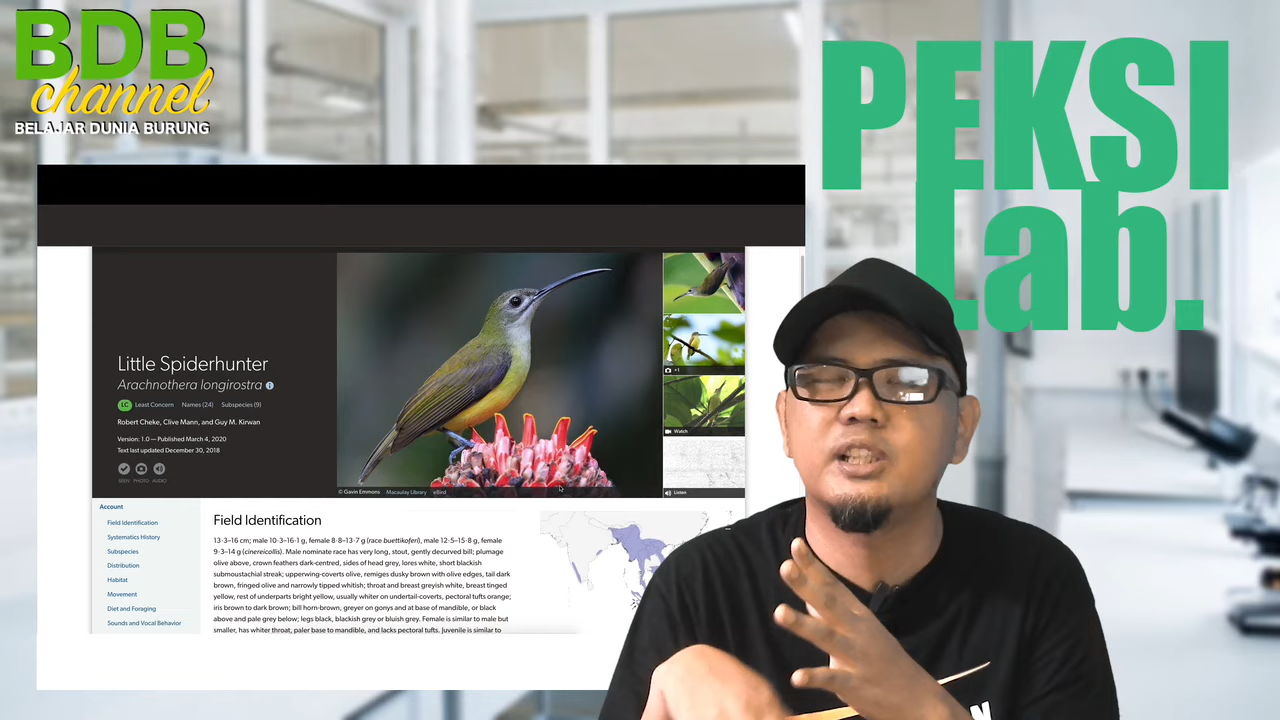 BDB
channel
BELAJAR DUNIA BURUNG
PEKSI
Lab.
Little Spiderhunter
Arachnothera longirostra
LC Least Concern Names (24) Subspecies (9)
Robert Cheke, Clive Mann, and Guy M. Kirwan
Version: 1.0 — Published March 4, 2020
Text last updated December 30, 2018
SEEN PHOTO AUDIO
© Gavin Emmons Macaulay Library eBird
+1
Watch
Listen
Account
Field Identification
Systematics History
Subspecies
Distribution
Habitat
Movement
Diet and Foraging
Sounds and Vocal Behavior
Field Identification
13·3–16 cm; male 10·3–16·1 g, female 8·8–13·7 g (race buettikoferi), male 12·5–15·8 g, female
9·3–14 g (cinereicollis). Male nominate race has very long, stout, gently decurved bill; plumage
olive above, crown feathers dark-centred, sides of head grey, lores white, short blackish
submoustachial streak; upperwing-coverts olive, remiges dusky brown with olive edges, tail dark
brown, fringed olive and narrowly tipped whitish; throat and breast greyish white, breast tinged
yellow, rest of underparts bright yellow, usually whiter on undertail-coverts, pectoral tufts orange;
iris brown to dark brown; bill horn-brown, greyer on gonys and at base of mandible, or black
above and pale grey below; legs black, blackish grey or bluish grey. Female is similar to male but
smaller, has whiter throat, paler base to mandible, and lacks pectoral tufts. Juvenile is similar to
N